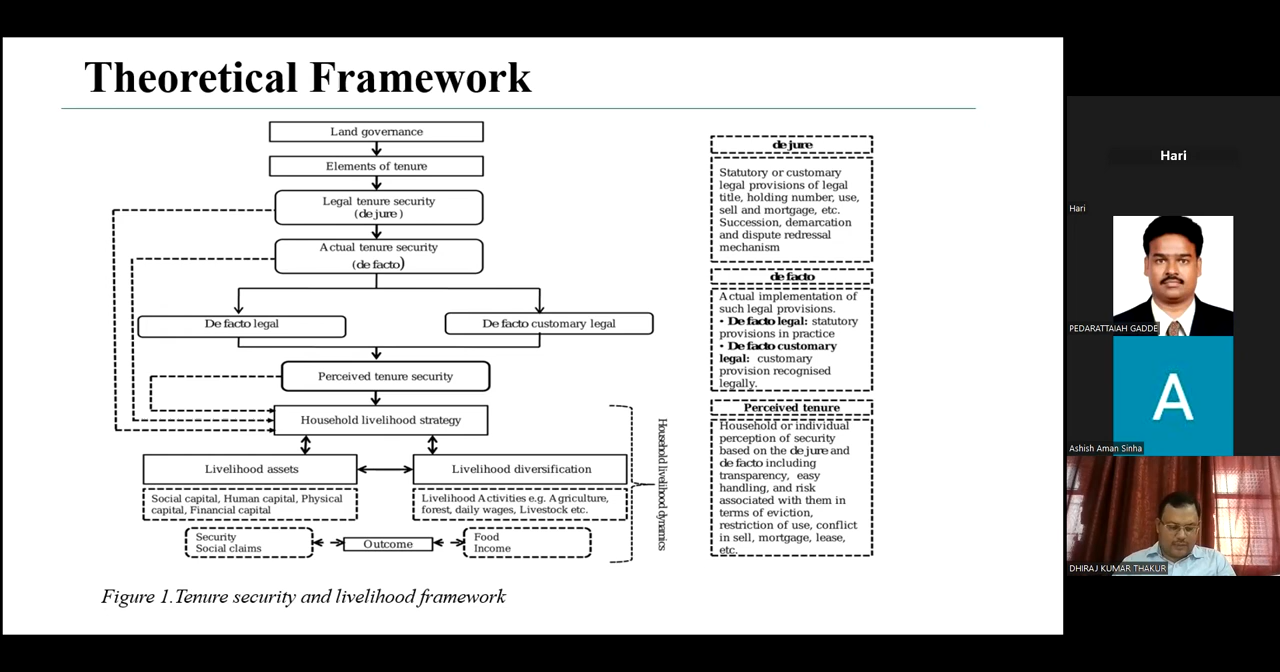 Theoretical Framework
Land governance
Elements of tenure
Legal tenure security
(de jure )
Actual tenure security
(de facto)
De facto legal
De facto customary legal
Perceived tenure security
Household livelihood strategy
Livelihood assets
Livelihood diversification
Social capital, Human capital, Physical
capital, Financial capital
Livelihood Activities e.g. Agriculture,
forest, daily wages, Livestock etc.
Security
Social claims
Outcome
Food
Income
Household livelihood dynamics
Figure 1.Tenure security and livelihood framework
de jure
Statutory or customary
legal provisions of legal
title, holding number, use,
sell and mortgage, etc.
Succession, demarcation
and dispute redressal
mechanism
de facto
Actual implementation of
such legal provisions.
• De facto legal: statutory
provisions in practice
• De facto customary
legal: customary
provision recognised
legally.
Perceived tenure
Household or individual
perception of security
based on the de jure and
de facto including
transparency, easy
handling, and risk
associated with them in
terms of eviction,
restriction of use, conflict
in sell, mortgage, lease,
etc.
Hari
Hari
PEDARATTAIAH GADDE
A
Ashish Aman Sinha
DHIRAJ KUMAR THAKUR